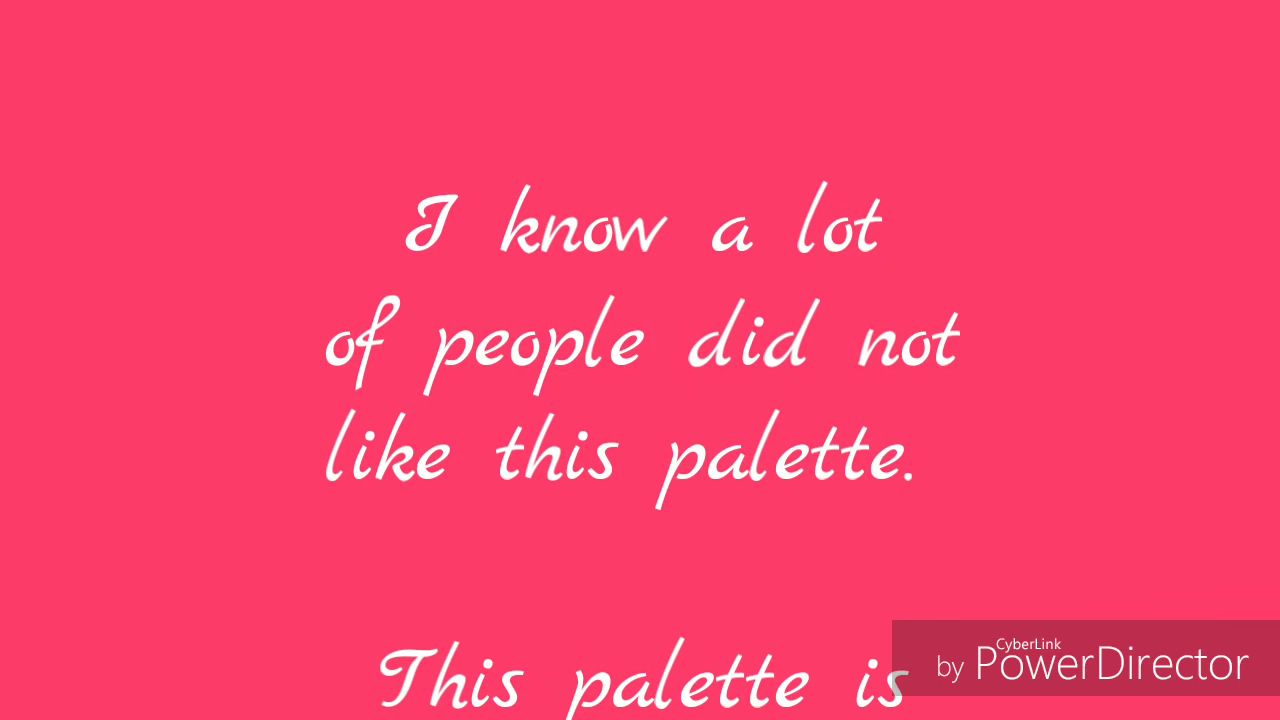 I know a lot
of people did not
like this palette.
This palette is
CyberLink
by PowerDirector